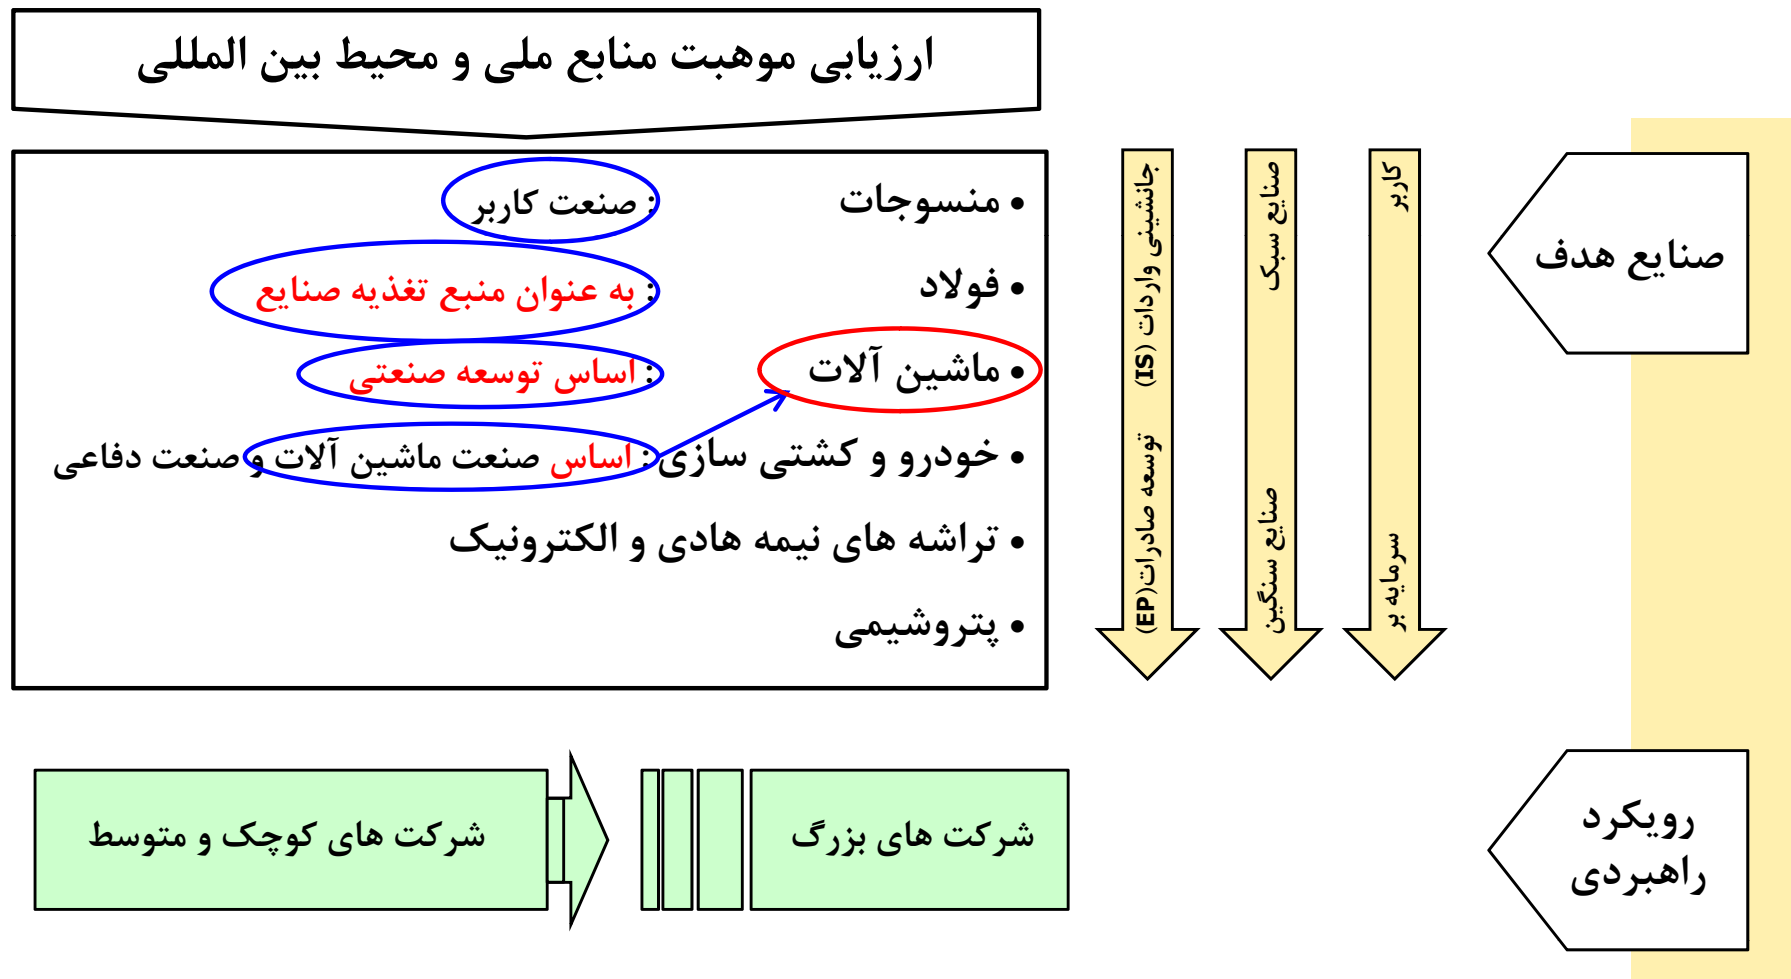 ارزیابی موهبت منابع ملی و محیط بین المللی
صنایع هدف
کاربر
سرمایه بر
صنایع سبک
صنایع سنگین
جانشینی واردات (IS)
توسعه صادرات(EP)
• منسوجات : صنعت کاربر
• فولاد : به عنوان منبع تغذیه صنایع
• ماشین آلات : اساس توسعه صنعتی
• خودرو و کشتی سازی : اساس صنعت ماشین آلات و صنعت دفاعی
• تراشه های نیمه هادی و الکترونیک
• پتروشیمی
رویکرد
راهبردی
شرکت های بزرگ
شرکت های کوچک و متوسط